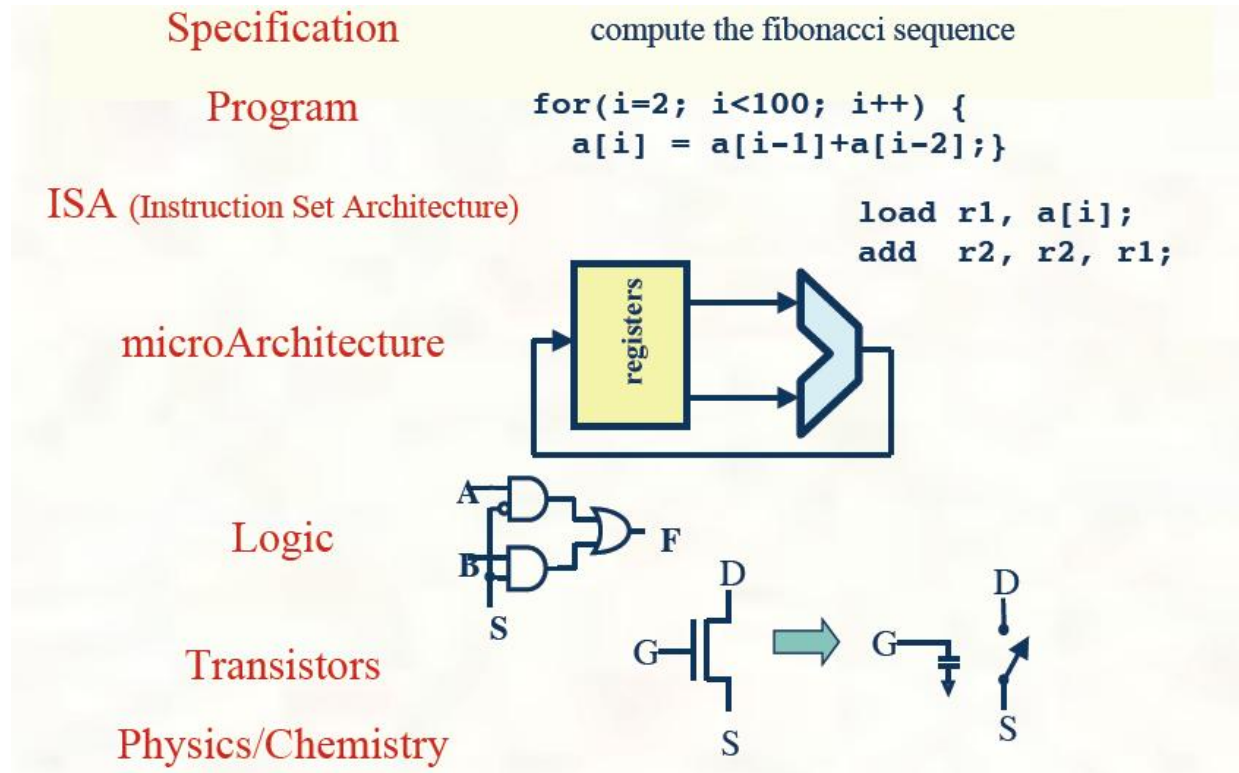 Specification
compute the fibonacci sequence
Program
for(i=2; i<100; i++) {
a[i] = a[i-1]+a[i-2];}
ISA (Instruction Set Architecture)
load r1, a[i];
add r2, r2, r1;
microArchitecture
registers
Logic
A
B
S
F
Transistors
G
D
S
G
D
S
Physics/Chemistry